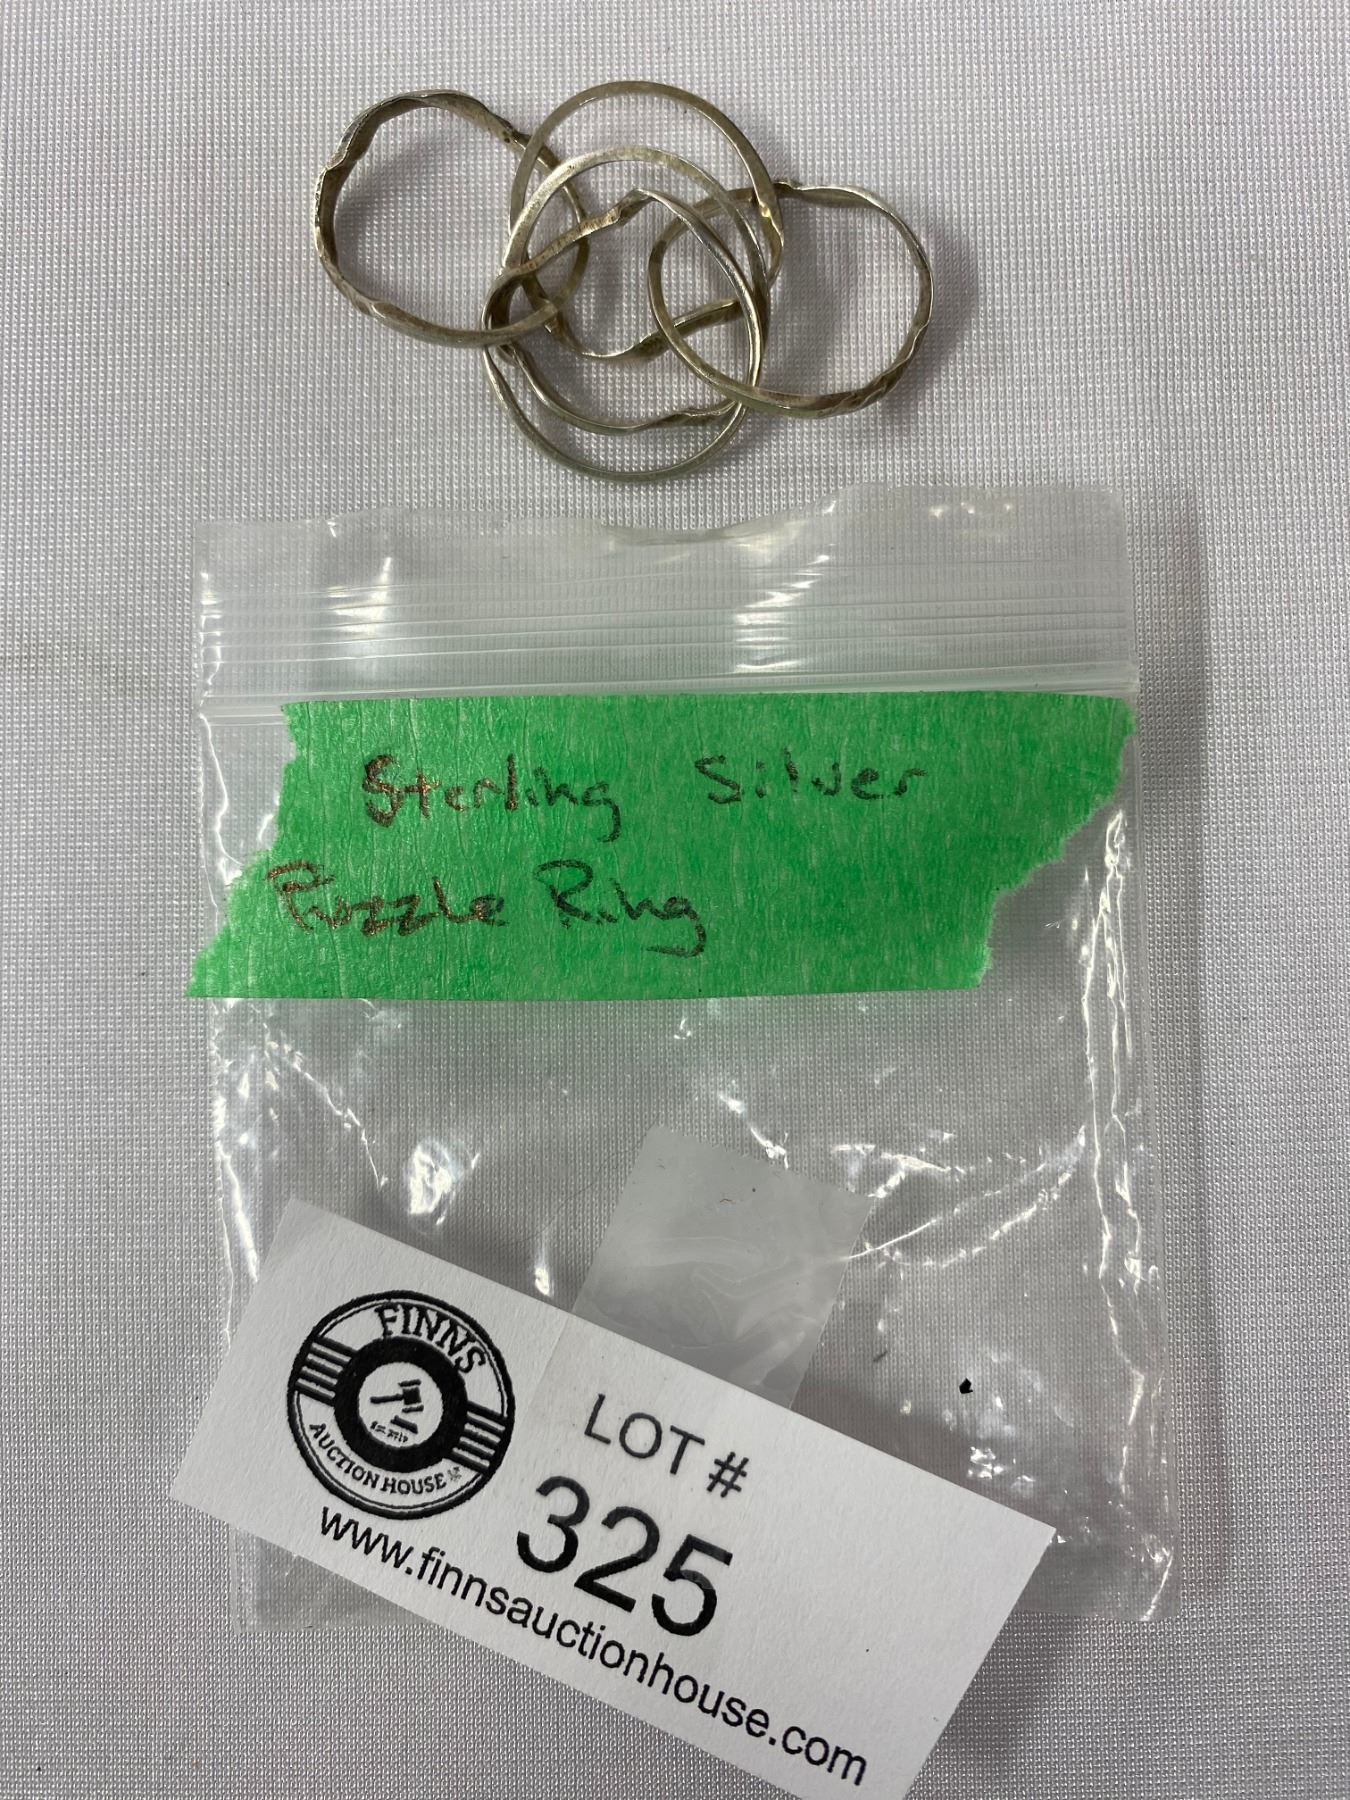 Sterling Silver
Puzzle Ring
FINNS
AUCTION HOUSE
LOT #
325
www.finnsauctionhouse.com